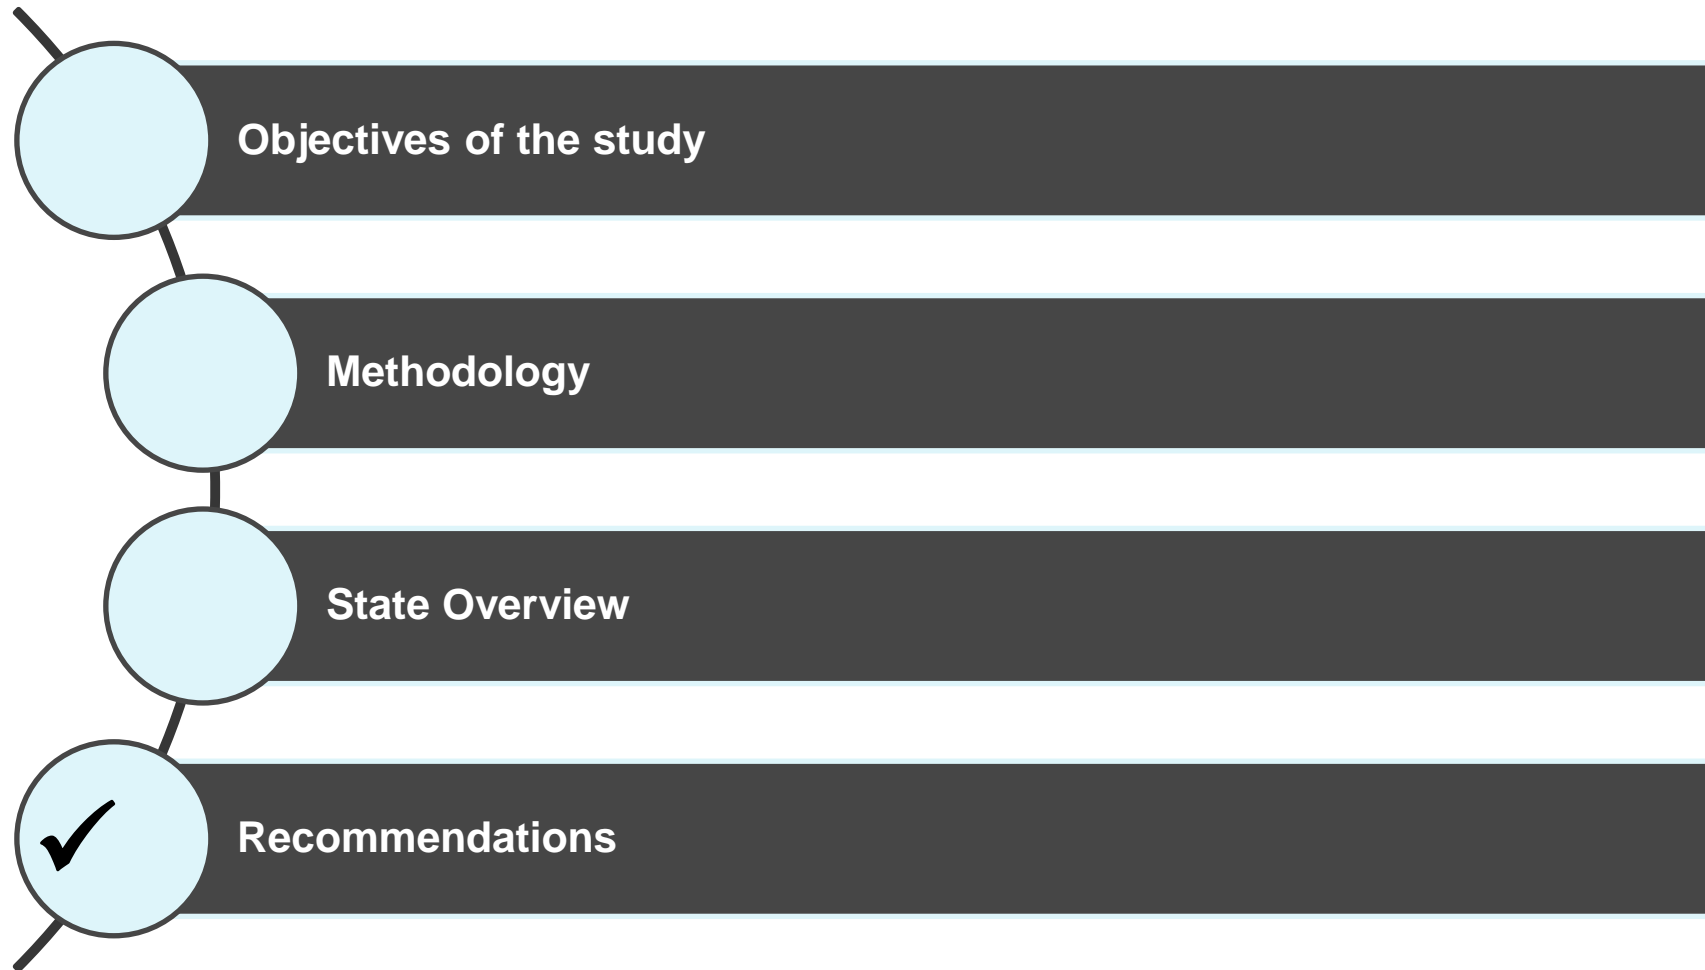 Objectives of the study
Methodology
State Overview
✓
Recommendations